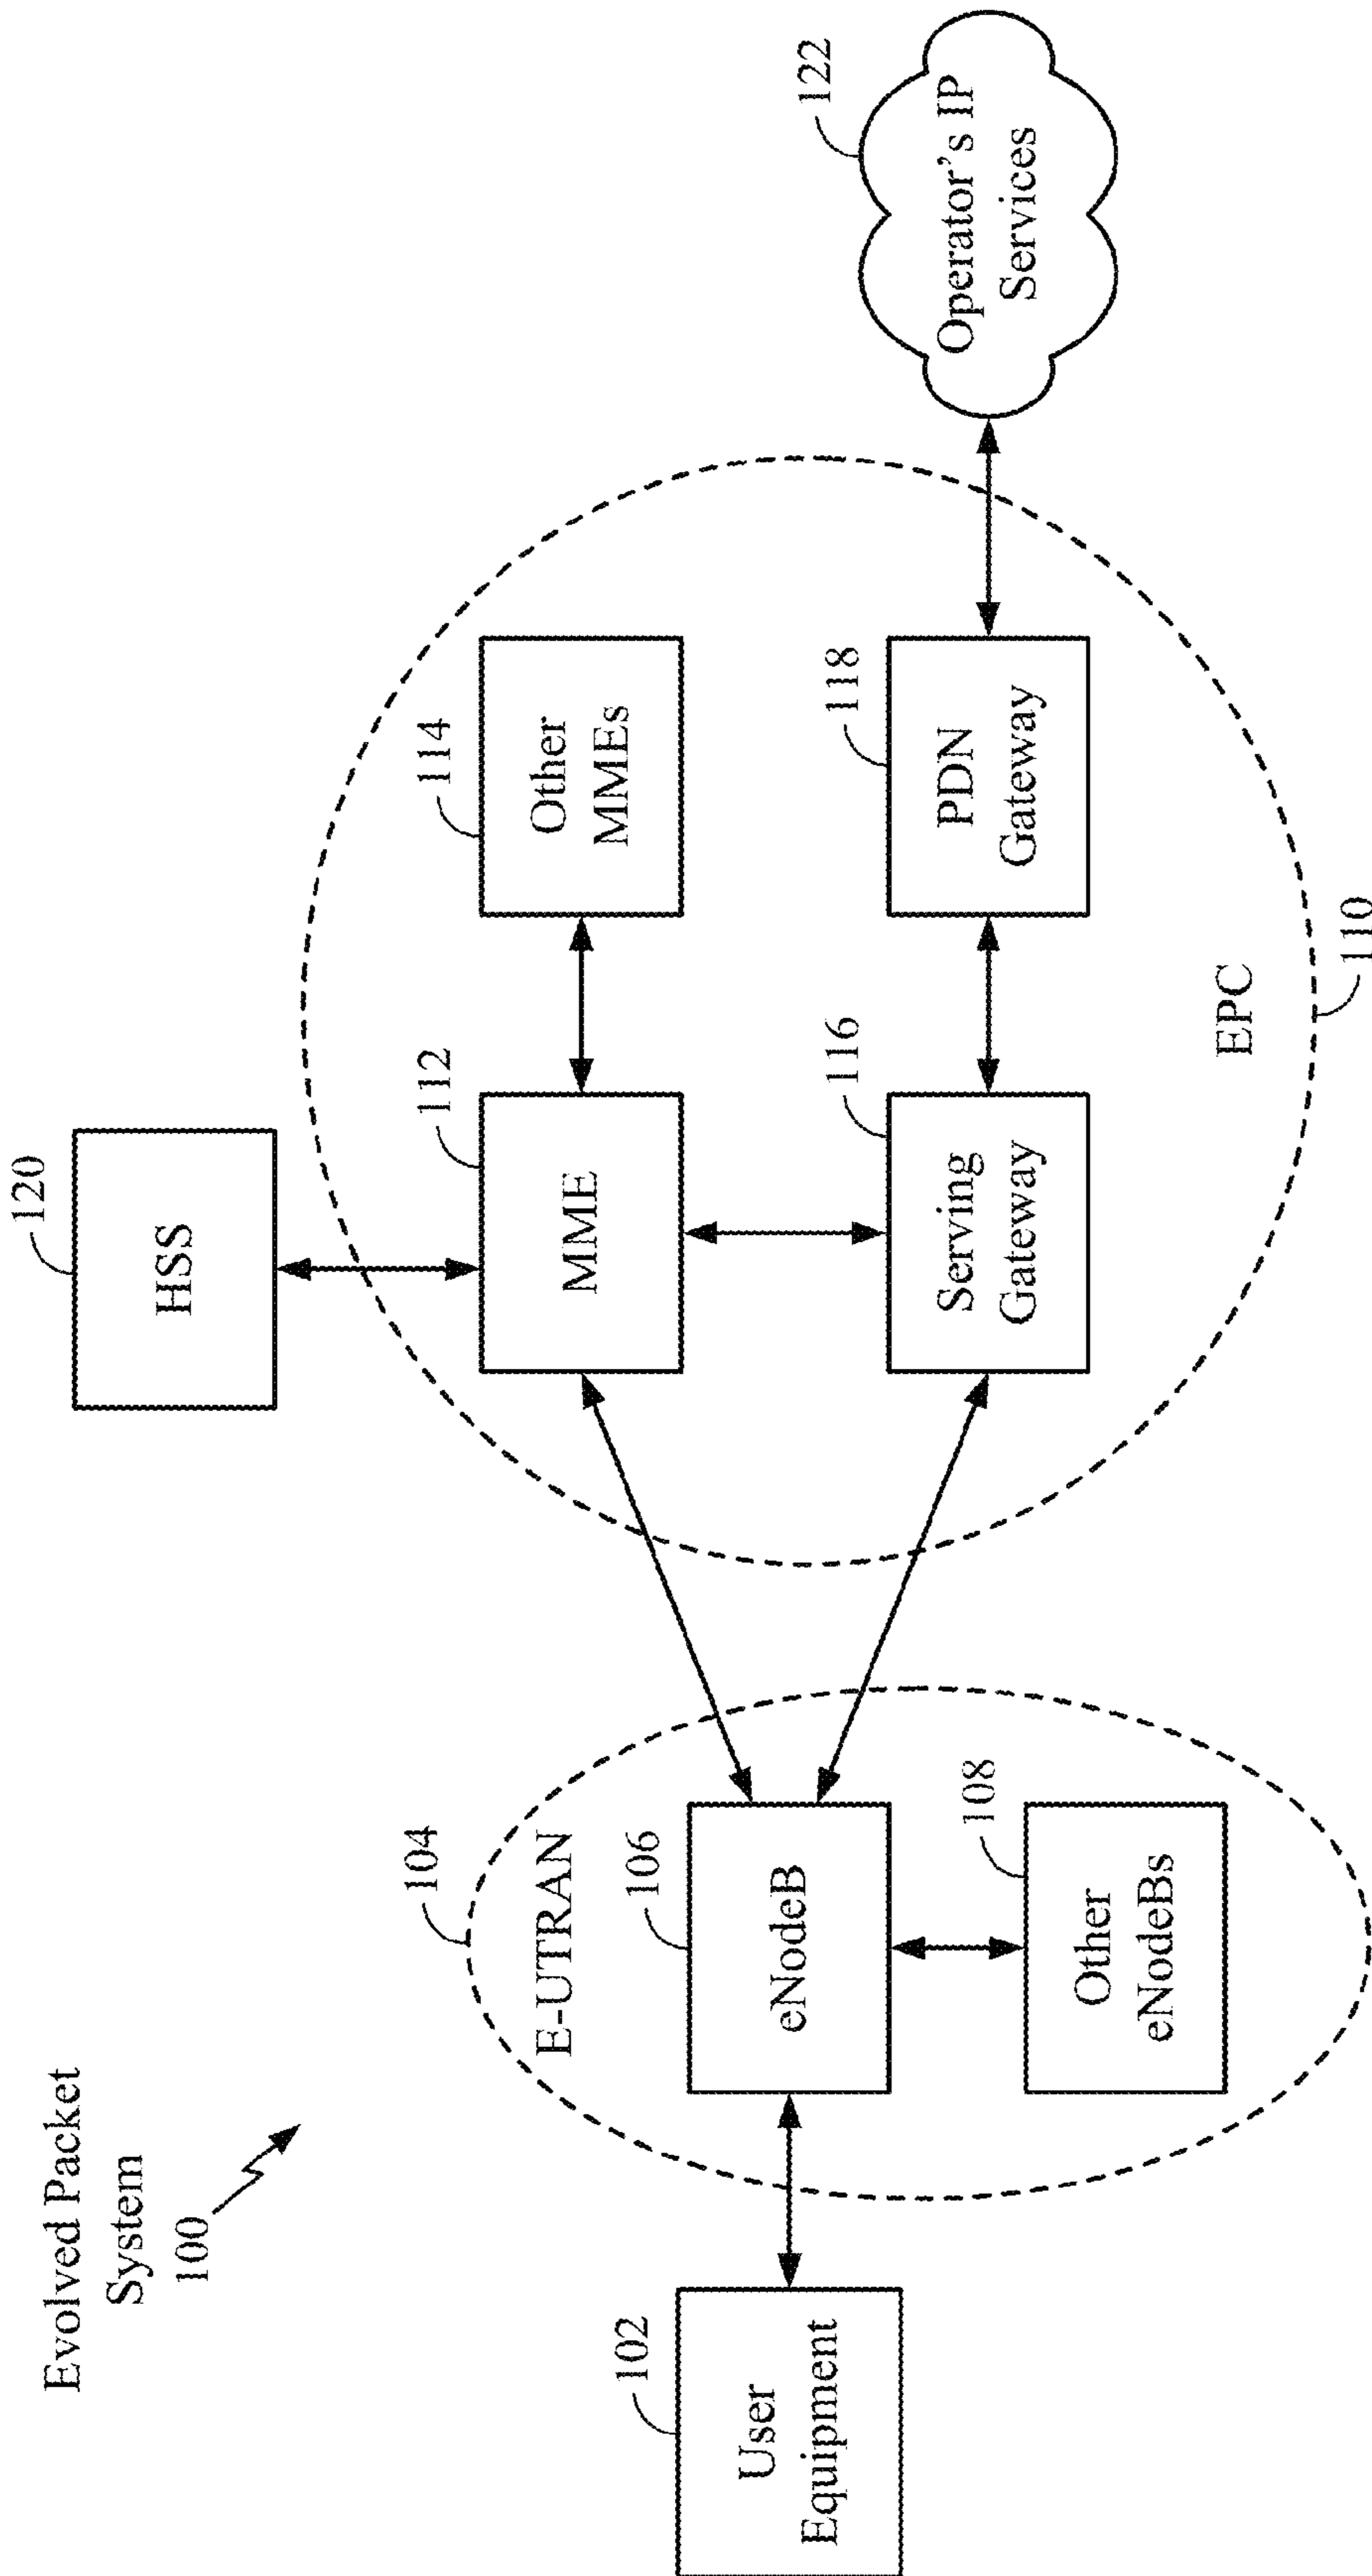 Evolved Packet
System
100
102
User
Equipment
104
E-UTRAN
106
eNodeB
108
Other
eNodeBs
120
HSS
112
MME
114
Other
MMEs
116
Serving
Gateway
118
PDN
Gateway
EPC
110
122
Operator's IP
Services